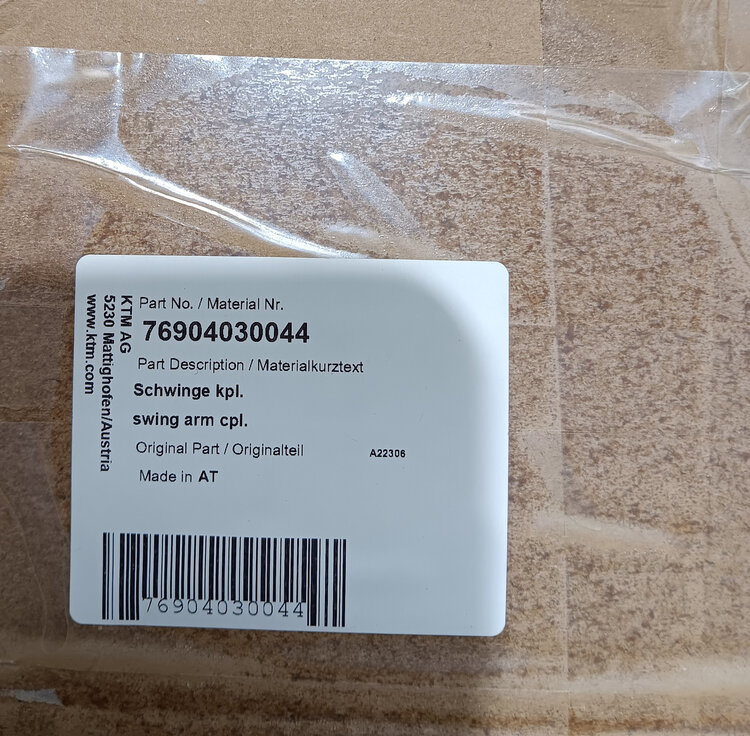 KTM AG
5230 Mattighofen/Austria
www.ktm.com
Part No. / Material Nr.
76904030044
Part Description / Materialkurztext
Schwinge kpl.
swing arm cpl.
Original Part / Originalteil A22306
Made in AT
76904030044